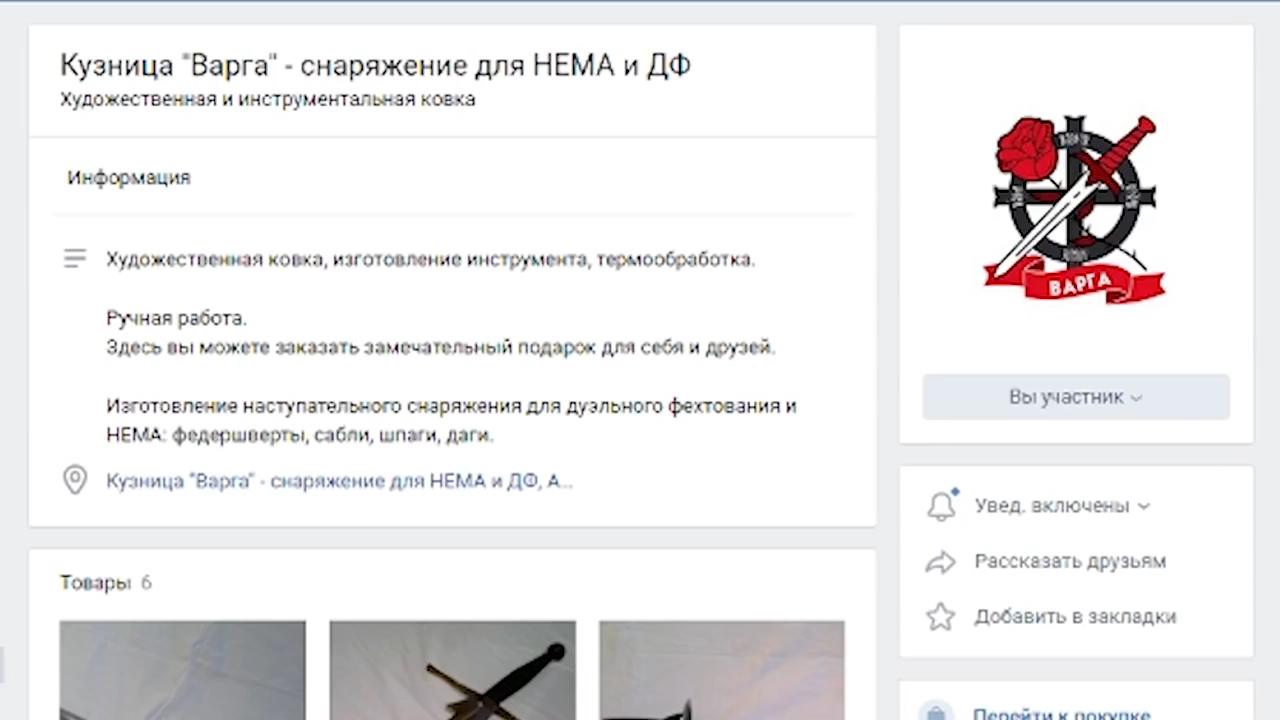 Кузница "Варга" - снаряжение для НЕМА и ДФ
Художественная и инструментальная ковка
Информация
Художественная ковка, изготовление инструмента, термообработка.
Ручная работа.
Здесь вы можете заказать замечательный подарок для себя и друзей.
Изготовление наступательного снаряжения для дуэльного фехтования и
НЕМА: федершверты, сабли, шпаги, даги.
Кузница "Варга" - снаряжение для НЕМА и ДФ, А...
Товары 6
ВАРГА
Вы участник
Увед. включены
Рассказать друзьям
Добавить в закладки
Перейти к покупке